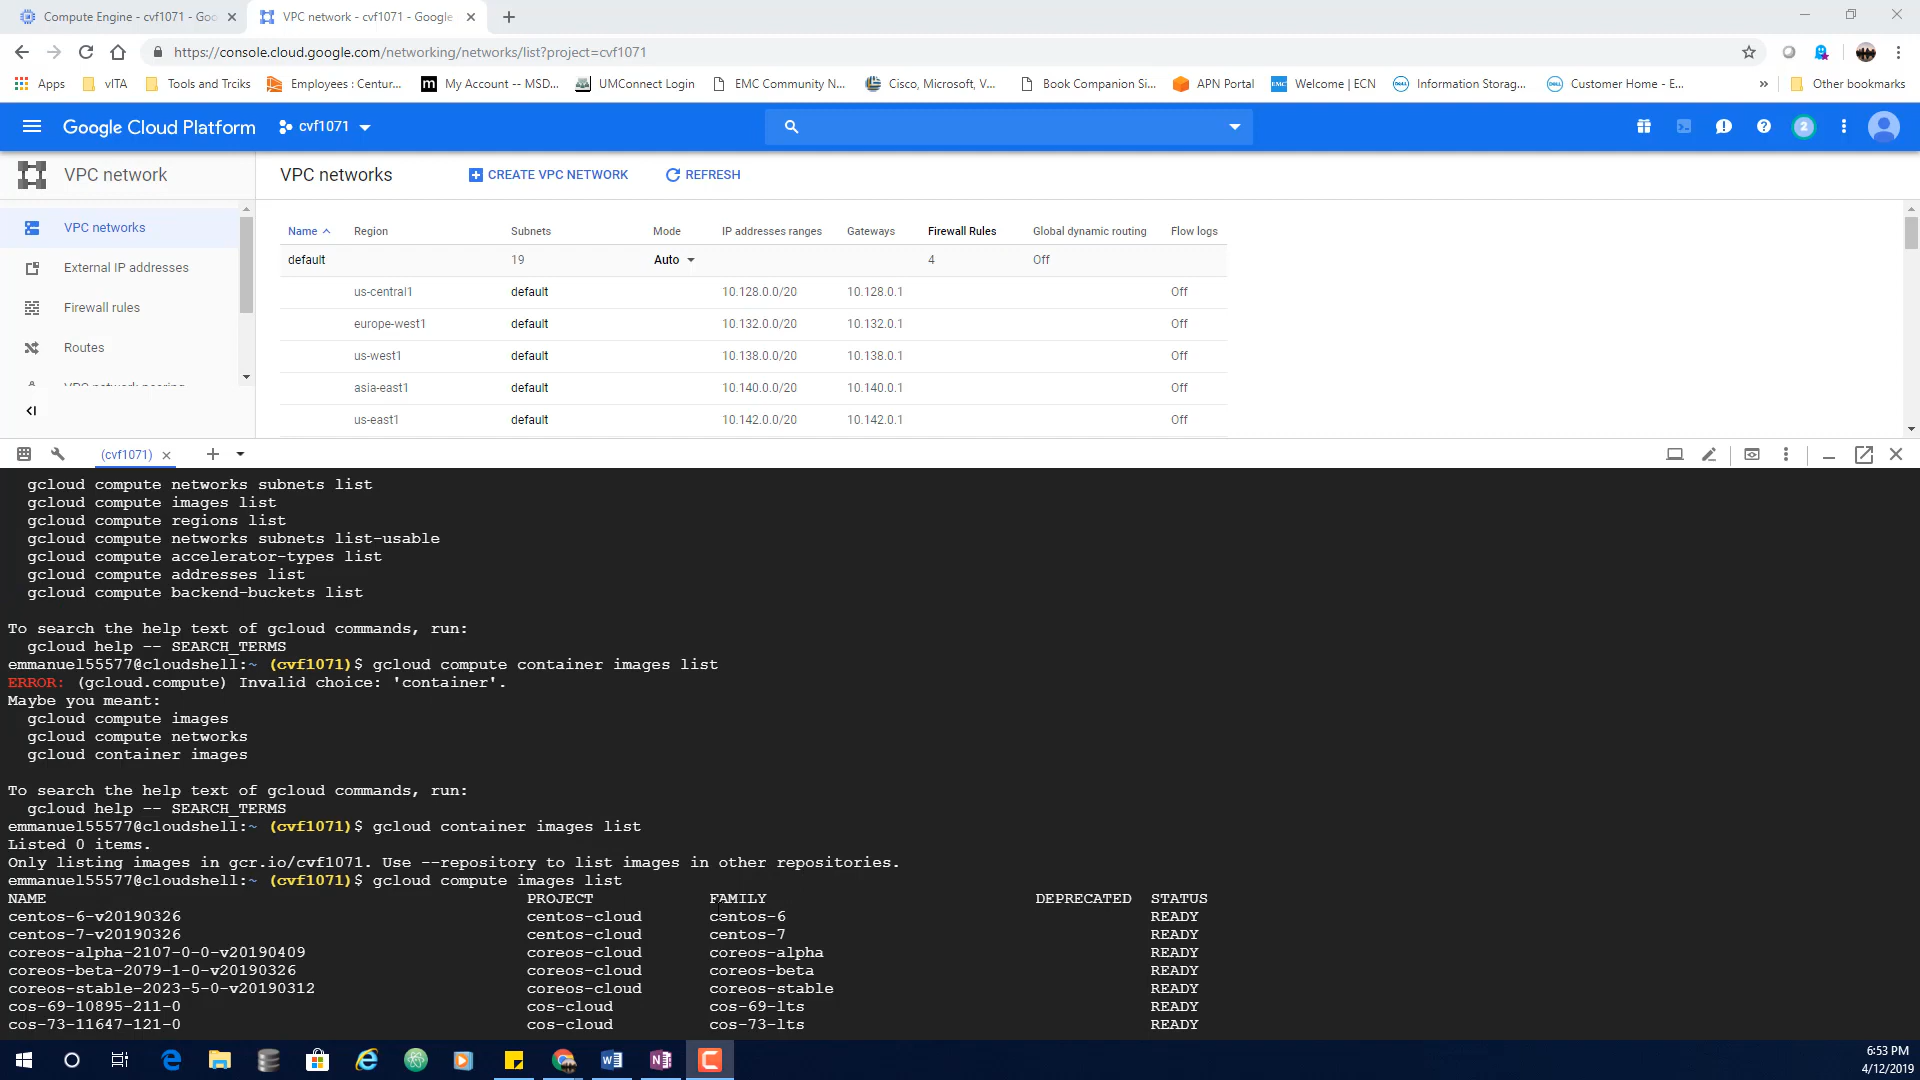 Compute Engine - cvf1071 - Goo
VPC network - cvf1071 - Google
https://console.cloud.google.com/networking/networks/list?project=cvf1071
Apps
vITA
Tools and Trciks
Employees : Centur...
My Account -- MSD...
UMConnect Login
EMC Community N...
Cisco, Microsoft, V...
Book Companion Si...
APN Portal
Welcome | ECN
Information Storag...
Customer Home - E...
»
Other bookmarks
Google Cloud Platform
cvf1071
2
VPC network
VPC networks
CREATE VPC NETWORK
REFRESH
VPC networks
External IP addresses
Firewall rules
Routes
VPC network peering
Name Region Subnets Mode IP addresses ranges Gateways Firewall Rules Global dynamic routing Flow logs
default 19 Auto 4 Off
us-central1 default 10.128.0.0/20 10.128.0.1 Off
europe-west1 default 10.132.0.0/20 10.132.0.1 Off
us-west1 default 10.138.0.0/20 10.138.0.1 Off
asia-east1 default 10.140.0.0/20 10.140.0.1 Off
us-east1 default 10.142.0.0/20 10.142.0.1 Off
(cvf1071)
gcloud compute networks subnets list
gcloud compute images list
gcloud compute regions list
gcloud compute networks subnets list-usable
gcloud compute accelerator-types list
gcloud compute addresses list
gcloud compute backend-buckets list
To search the help text of gcloud commands, run:
gcloud help -- SEARCH_TERMS
emmanuel55577@cloudshell:~ (cvf1071)$ gcloud compute container images list
ERROR: (gcloud.compute) Invalid choice: 'container'.
Maybe you meant:
gcloud compute images
gcloud compute networks
gcloud container images
To search the help text of gcloud commands, run:
gcloud help -- SEARCH_TERMS
emmanuel55577@cloudshell:~ (cvf1071)$ gcloud container images list
Listed 0 items.
Only listing images in gcr.io/cvf1071. Use --repository to list images in other repositories.
emmanuel55577@cloudshell:~ (cvf1071)$ gcloud compute images list
NAME PROJECT FAMILY DEPRECATED STATUS
centos-6-v20190326 centos-cloud centos-6 READY
centos-7-v20190326 centos-cloud centos-7 READY
coreos-alpha-2107-0-0-v20190409 coreos-cloud coreos-alpha READY
coreos-beta-2079-1-0-v20190326 coreos-cloud coreos-beta READY
coreos-stable-2023-5-0-v20190312 coreos-cloud coreos-stable READY
cos-69-10895-211-0 cos-cloud cos-69-lts READY
cos-73-11647-121-0 cos-cloud cos-73-lts READY
6:53 PM
4/12/2019